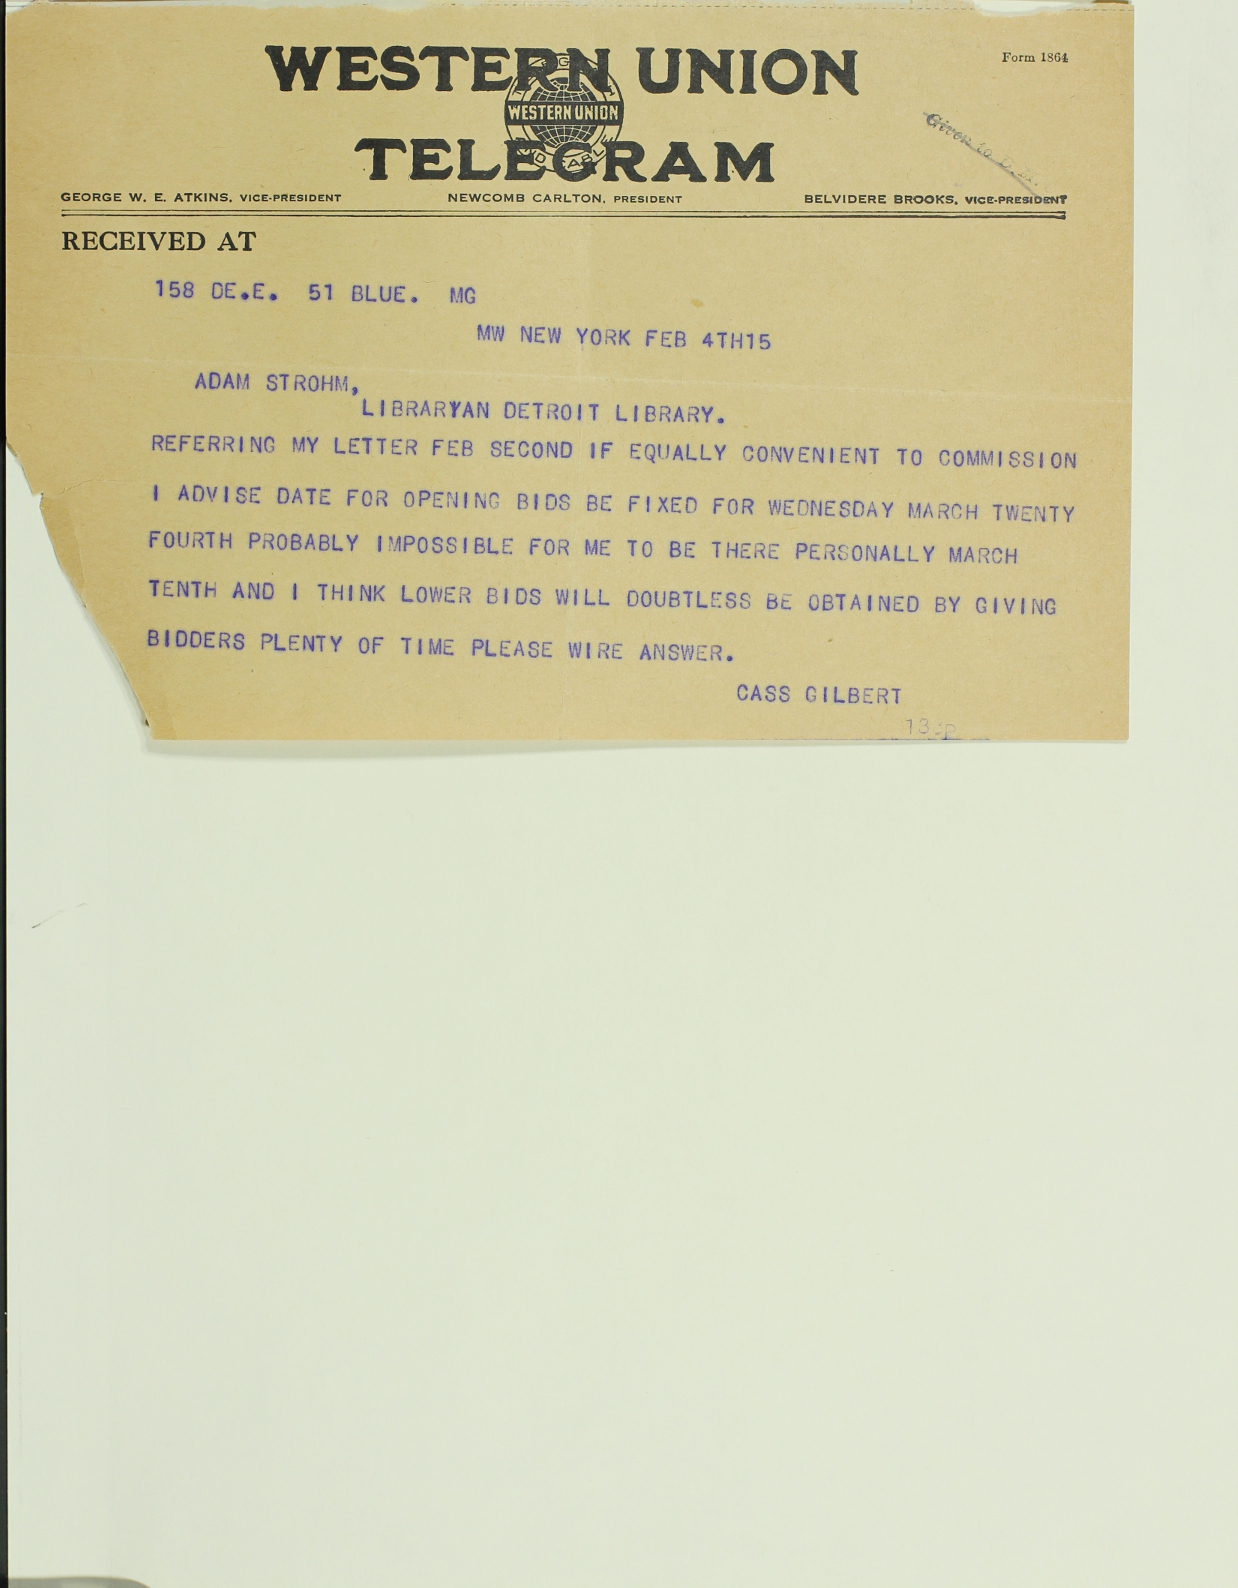 WESTERN UNION
WESTERN UNION
TELEGRAM
Form 1864
Given to
GEORGE W. E. ATKINS, VICE-PRESIDENT NEWCOMB CARLTON, PRESIDENT BELVIDERE BROOKS, VICE-PRESIDENT
RECEIVED AT
158 DE.E. 51 BLUE. MG
MW NEW YORK FEB 4TH15
ADAM STROHM,
LIBRARYAN DETROIT LIBRARY.
REFERRING MY LETTER FEB SECOND IF EQUALLY CONVENIENT TO COMMISSION
I ADVISE DATE FOR OPENING BIDS BE FIXED FOR WEDNESDAY MARCH TWENTY
FOURTH PROBABLY IMPOSSIBLE FOR ME TO BE THERE PERSONALLY MARCH
TENTH AND I THINK LOWER BIDS WILL DOUBTLESS BE OBTAINED BY GIVING
BIDDERS PLENTY OF TIME PLEASE WIRE ANSWER.
CASS GILBERT